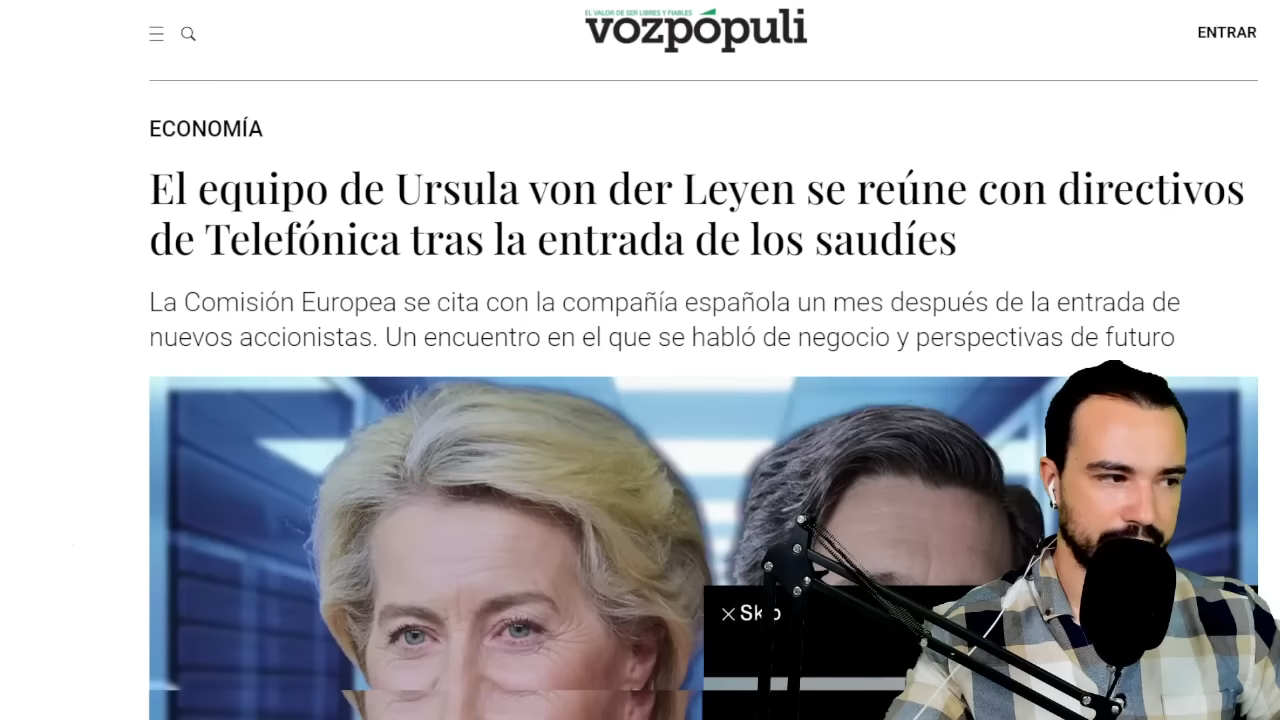 EL VALOR DE SER LIBRES Y FIABLES
vozpópuli
ENTRAR
ECONOMÍA
El equipo de Ursula von der Leyen se reúne con directivos
de Telefónica tras la entrada de los saudíes
La Comisión Europea se cita con la compañía española un mes después de la entrada de
nuevos accionistas. Un encuentro en el que se habló de negocio y perspectivas de futuro
Skip